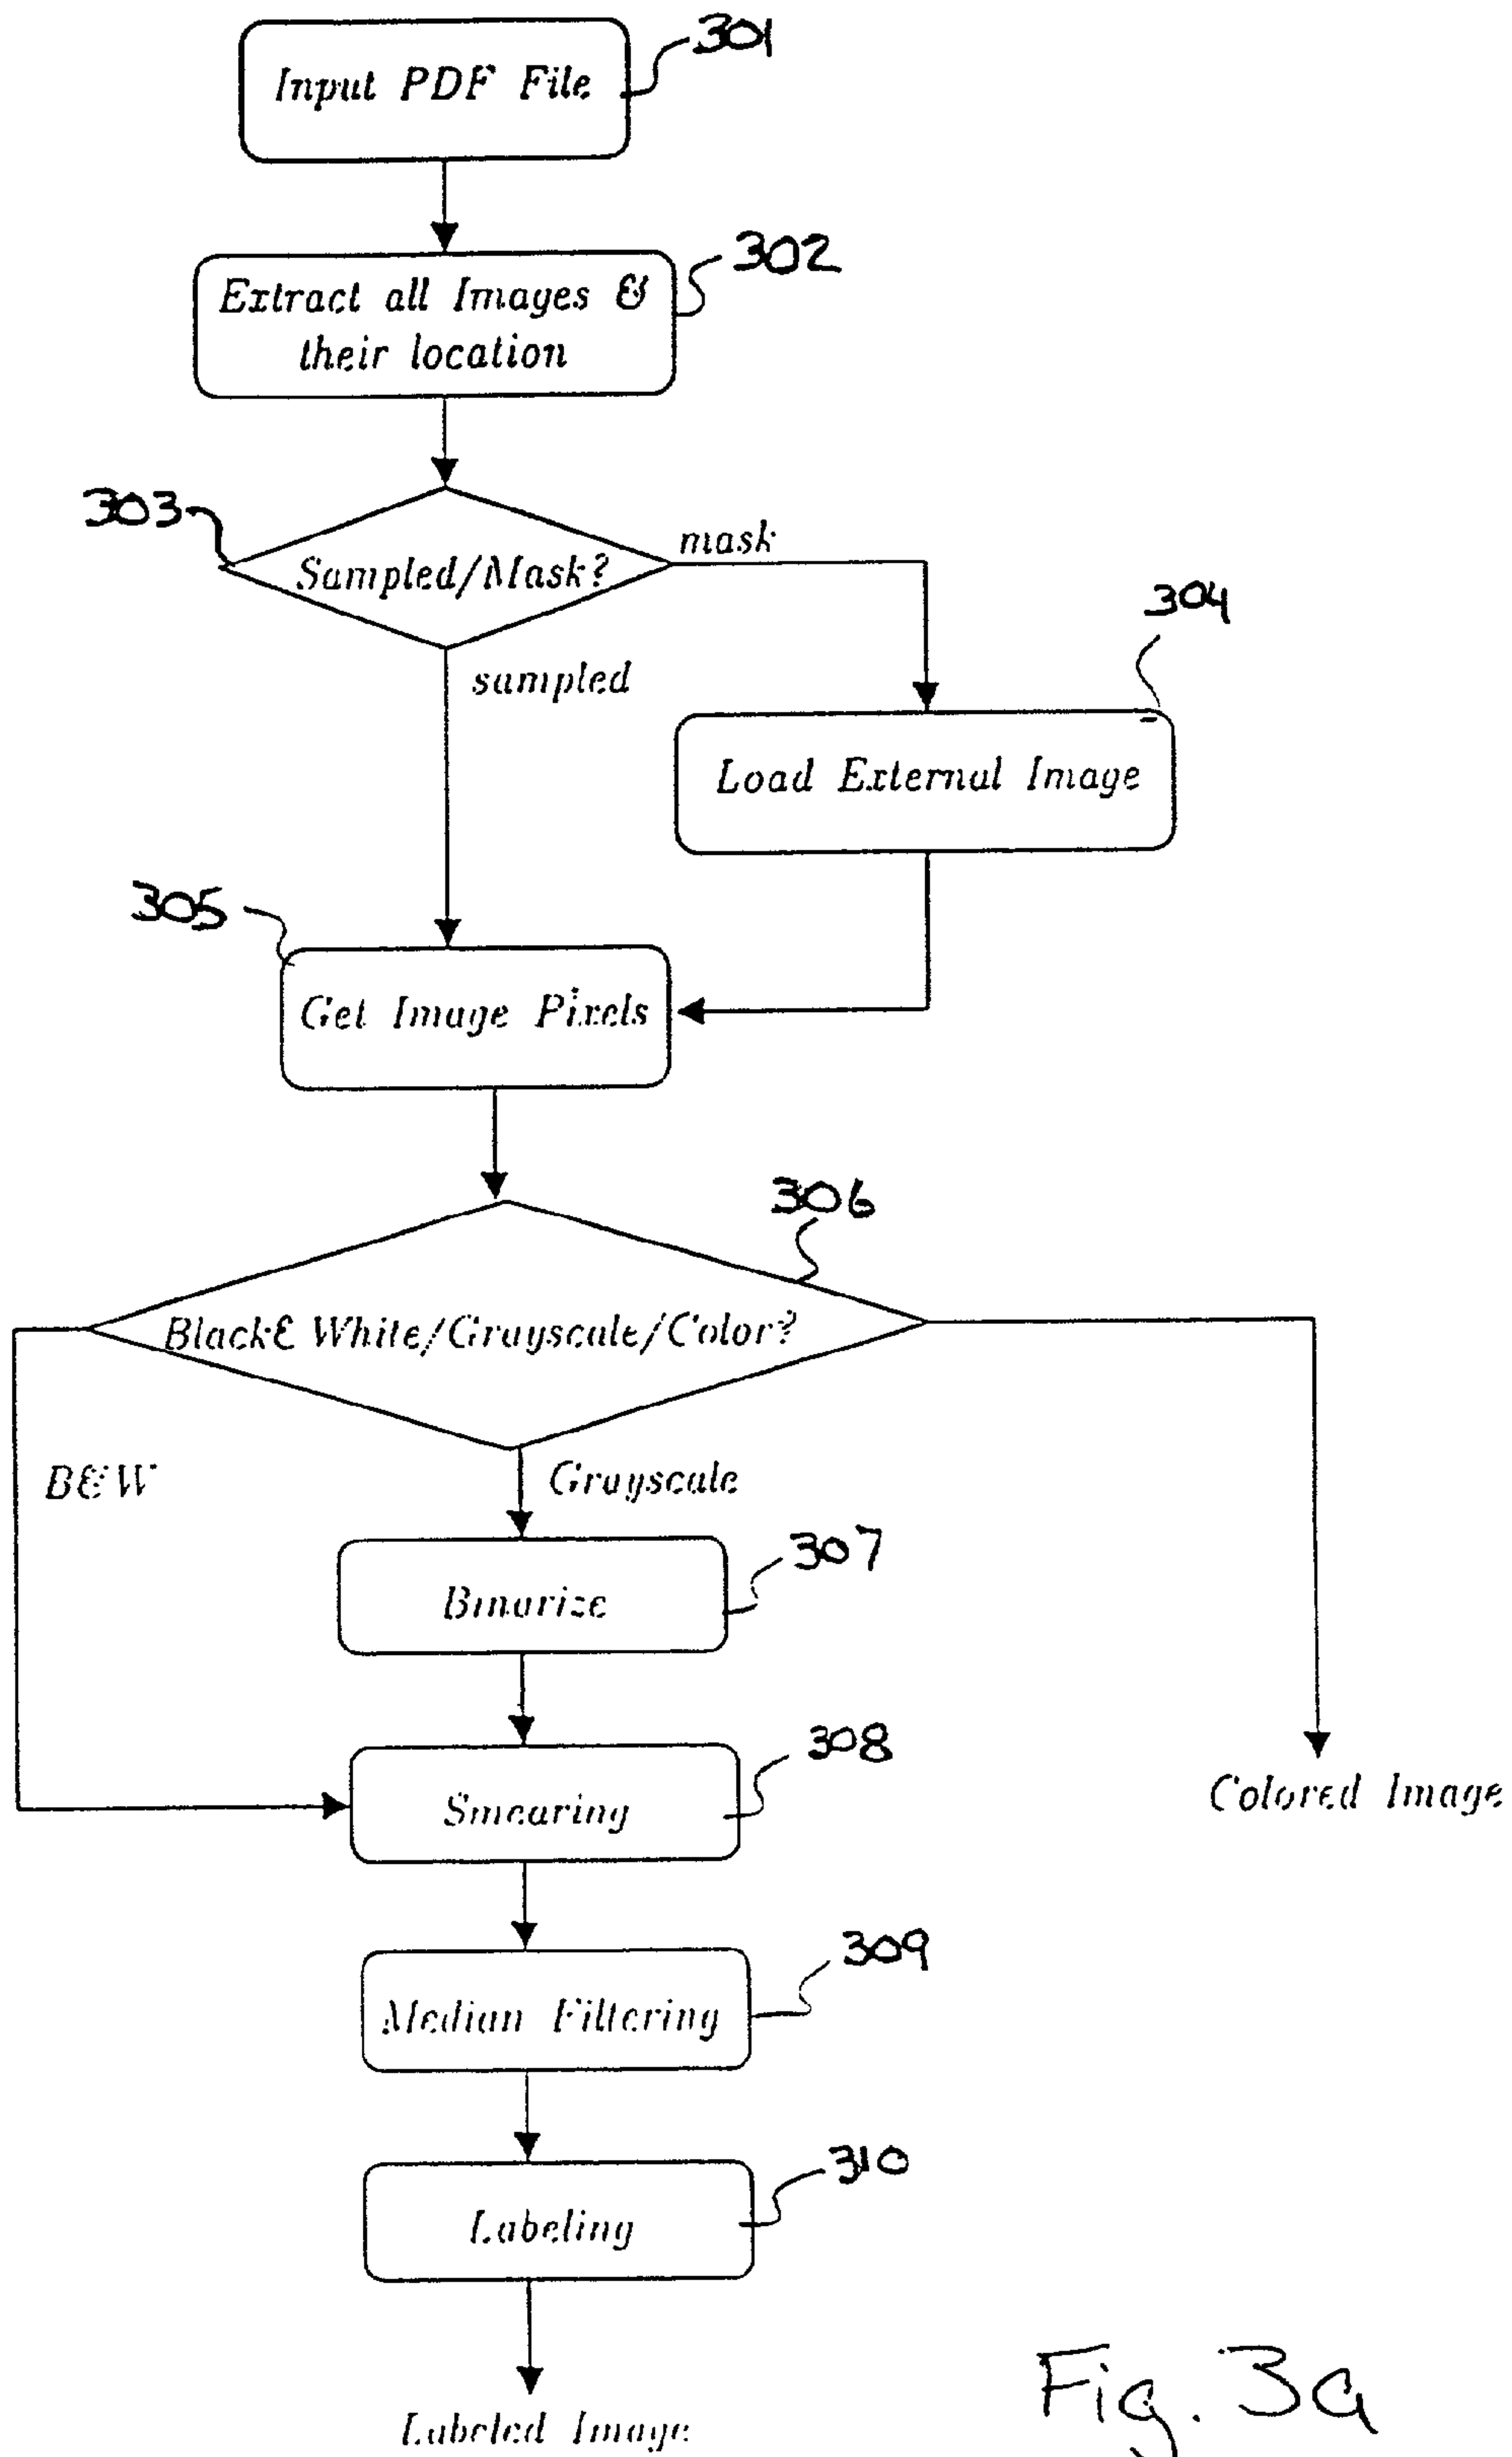 301
Input PDF File
302
Extract all Images &
their location
303
Sampled/Mask?
mask
304
sampled
Load External Image
305
Get Image Pixels
306
Black& White/Grayscale/Color?
B&W
Grayscale
307
Binarize
308
Smearing
Colored Image
309
Median Filtering
310
Labeling
Labeled Image
Fig. 3a